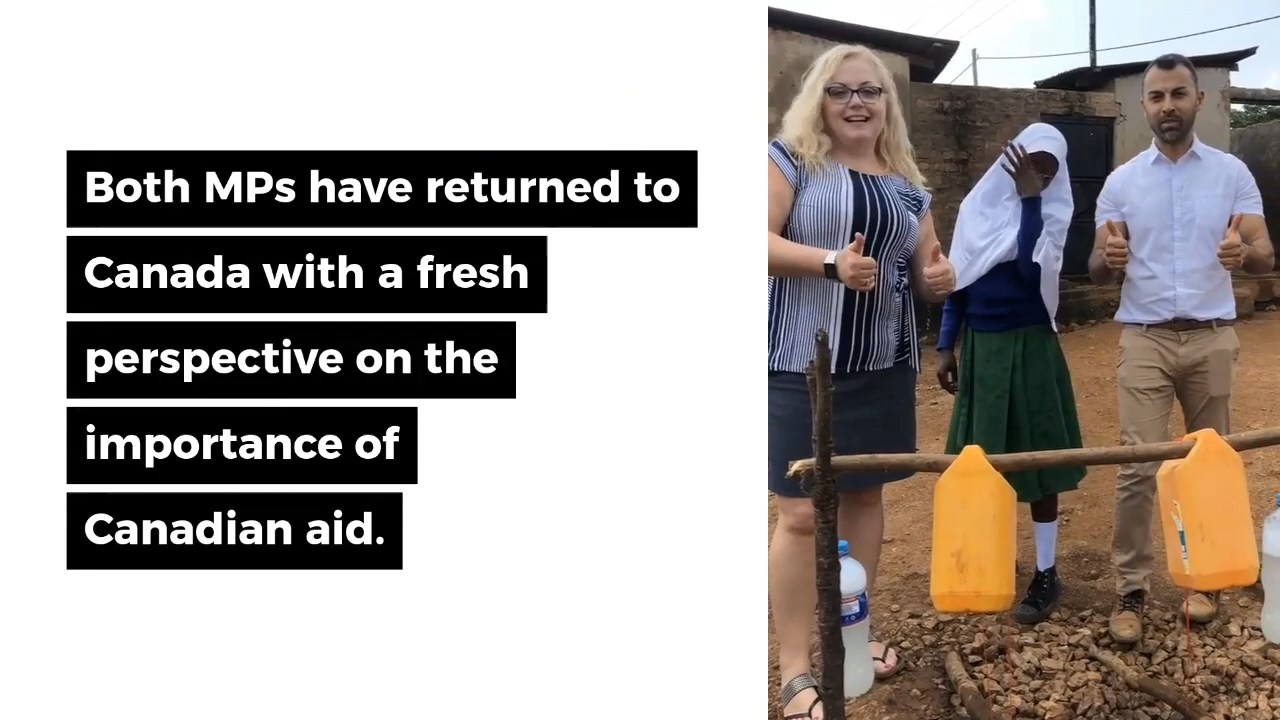 Both MPs have returned to
Canada with a fresh
perspective on the
importance of
Canadian aid.